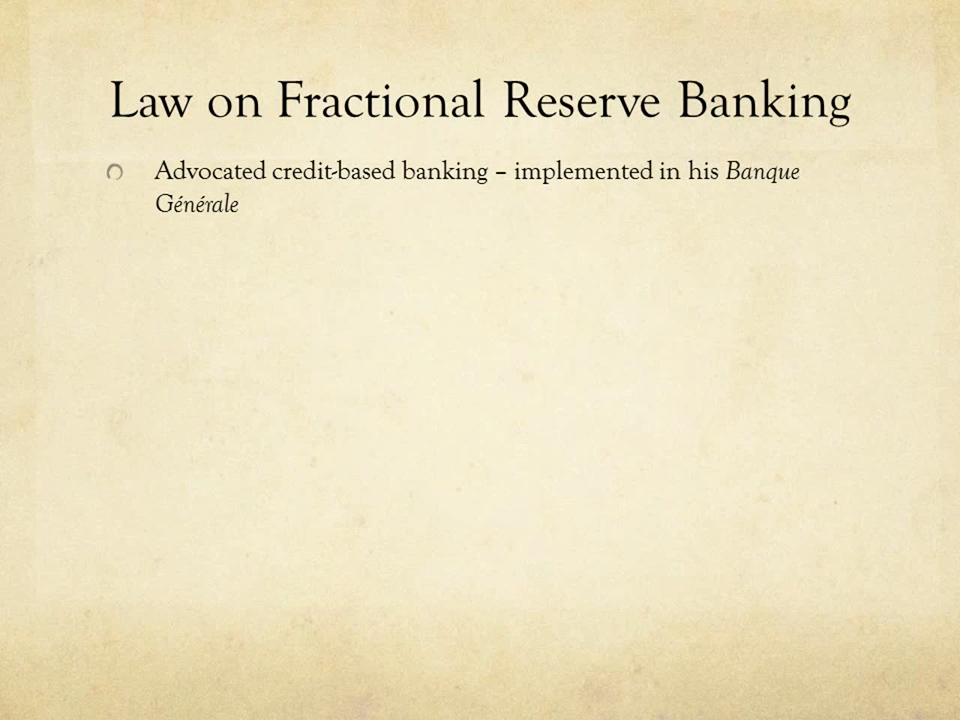 Law on Fractional Reserve Banking
Advocated credit-based banking – implemented in his Banque
Générale